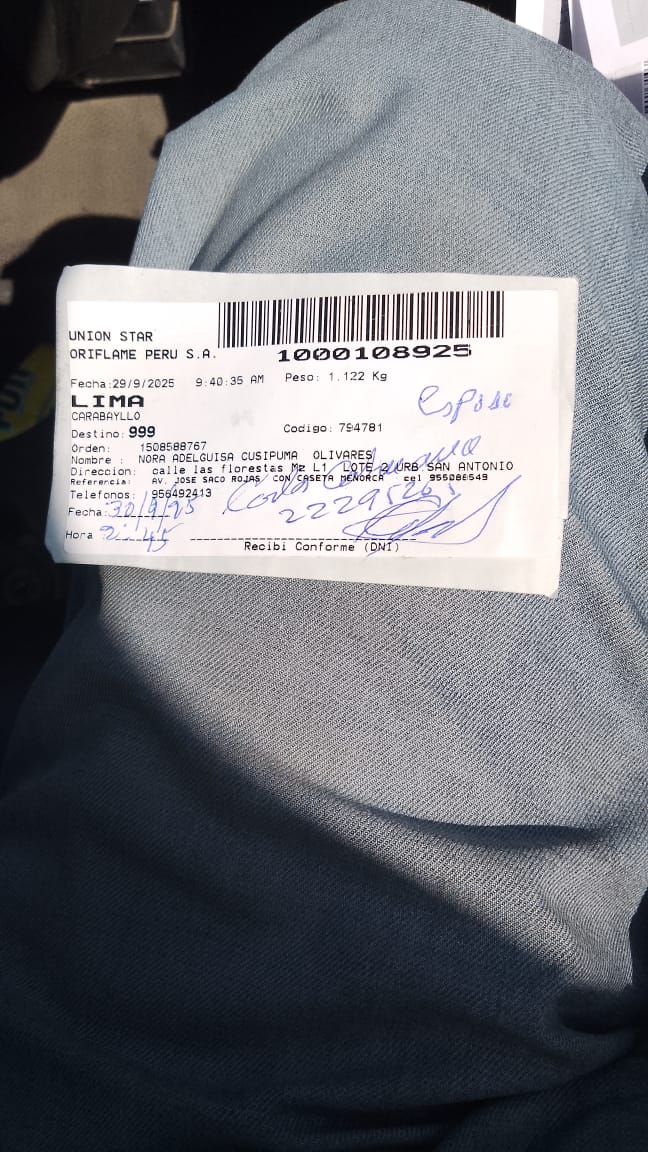 UNION STAR
ORIFLAME PERU S.A.
1000108925
Fecha:29/9/2025 9:40:35 AM Peso: 1.122 Kg
LIMA
esposo
CARABAYLLO
Destino: 999 Codigo: 794781
Orden: 1508588767
Nombre : NORA ADELGUISA CUSIPUMA OLIVARES
Direccion: calle las florestas Mz L1 LOTE 2 URB SAN ANTONIO
Referencia: AV. JOSE SACO ROJAS CON CASETA MENORCA cel 955086549
Telefonos: 956492413
Carlos
Fecha: 30/9/25
Hora 2:45
Recibi Conforme (DNI)